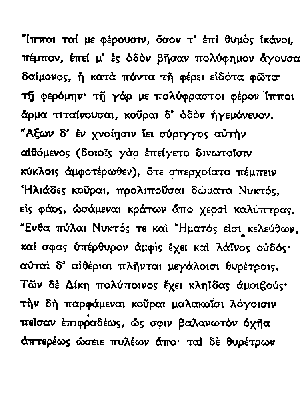 Ἵπποι ταί με φέρουσιν, ὅσον τ' ἐπὶ θυμὸς ἱκάνοι,
πέμπον, ἐπεί μ' ἐς ὁδὸν βῆσαν πολύφημον ἄγουσαι
δαίμονος, ἣ κατὰ πάντα τῇ φέρει εἰδότα φῶτα·
τῇ φερόμην· τῇ γάρ με πολύφραστοι φέρον ἵπποι
ἅρμα τιταίνουσαι, κοῦραι δ' ὁδὸν ἡγεμόνευον.
Ἄξων δ' ἐν χνοίῃσιν ἵει σύριγγος αὐτήν
αἰθόμενος (δοιοῖς γὰρ ἐπείγετο δινωτοῖσιν
κύκλοις ἀμφοτέρωθεν), ὅτε σπερχοίατο πέμπειν
Ἡλιάδες κοῦραι, προλιποῦσαι δώματα Νυκτός,
εἰς φάος, ὠσάμεναι κράτων ἄπο χερσὶ καλύπτρας.
Ἔνθα πύλαι Νυκτός τε καὶ Ἤματός εἰσι κελεύθων,
καί σφας ὑπέρθυρον ἀμφὶς ἔχει καὶ λάϊνος οὐδός·
αὐταὶ δ' αἰθέριαι πλῆνται μεγάλοισι θυρέτροις.
Τῶν δὲ Δίκη πολύποινος ἔχει κληῖδας ἀμοιβούς·
τὴν δὴ παρφάμεναι κοῦραι μαλακοῖσι λόγοισιν
πεῖσαν ἐπιφραδέως, ὥς σφιν βαλανωτὸν ὀχῆα
ἀπτερέως ὤσειε πυλέων ἄπο· ταὶ δὲ θυρέτρων